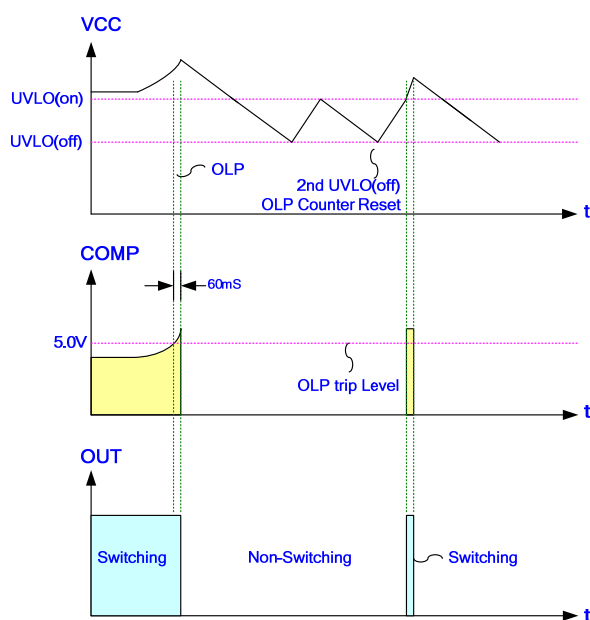 VCC
UVLO(on)
UVLO(off)
OLP
2nd UVLO(off)
OLP Counter Reset
t
COMP
60mS
5.0V
OLP trip Level
t
OUT
Switching
Non-Switching
Switching
t